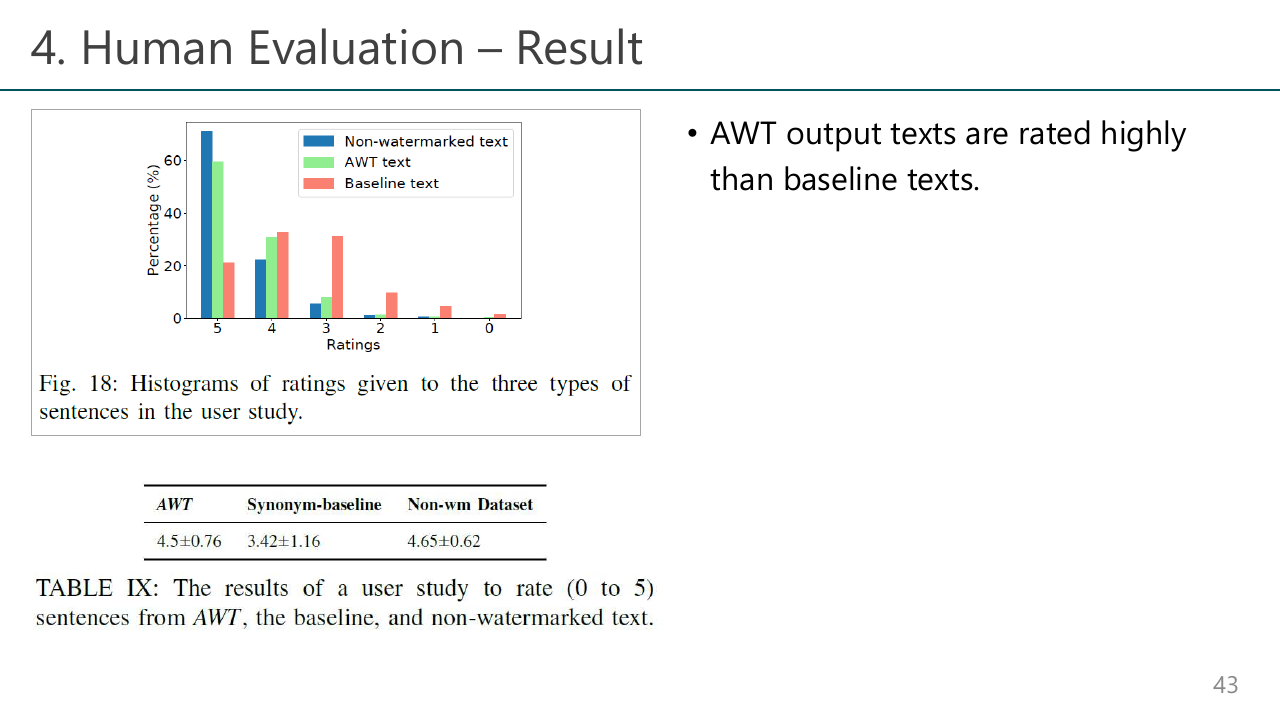 4. Human Evaluation – Result
Non-watermarked text
AWT text
Baseline text
Percentage (%)
60
40
20
0
5 4 3 2 1 0
Ratings
Fig. 18: Histograms of ratings given to the three types of
sentences in the user study.
AWT Synonym-baseline Non-wm Dataset
4.5±0.76 3.42±1.16 4.65±0.62
TABLE IX: The results of a user study to rate (0 to 5)
sentences from AWT, the baseline, and non-watermarked text.
• AWT output texts are rated highly
than baseline texts.
43